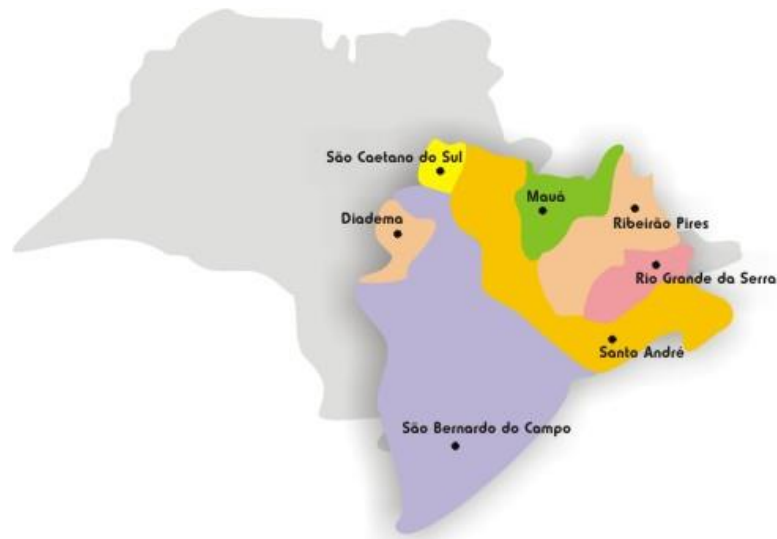 São Caetano do Sul
Mauá
Diadema
Ribeirão Pires
Rio Grande da Serra
Santo André
São Bernardo do Campo